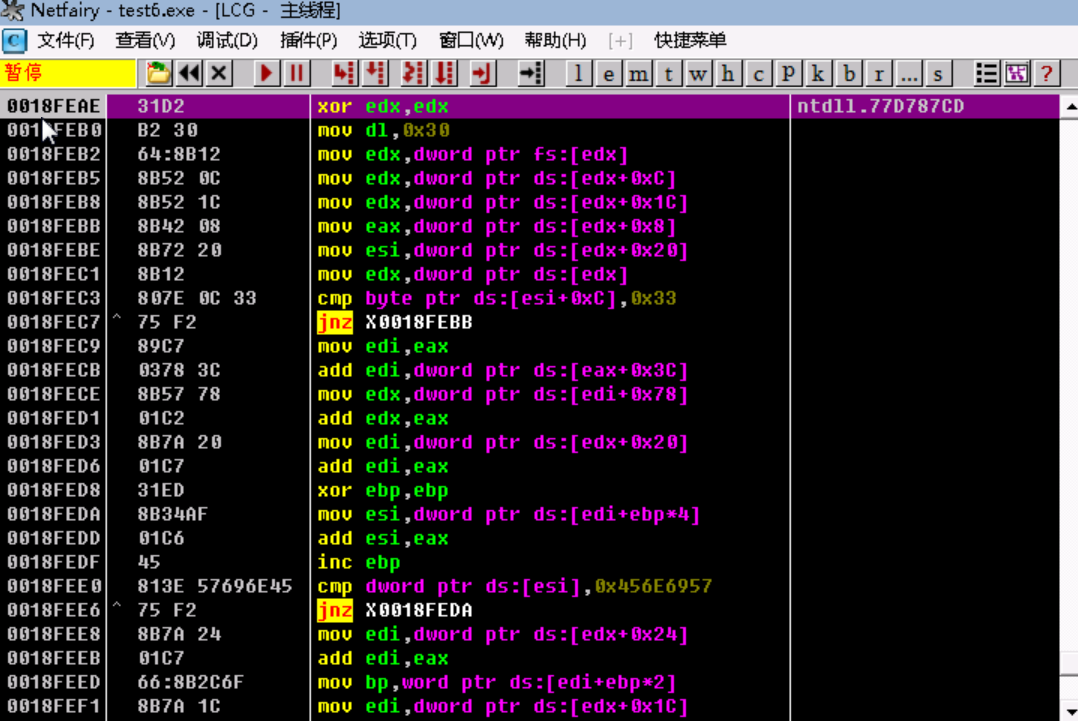 Netfairy - test6.exe - [LCG - 主线程]
C 文件(F) 查看(V) 调试(D) 插件(P) 选项(T) 窗口(W) 帮助(H) [+] 快捷菜单
暂停 l e m t w h c P k b r ... s ?
0018FEAE 31D2 xor edx,edx ntdll.77D787CD
0018FEB0 B2 30 mov dl,0x30
0018FEB2 64:8B12 mov edx,dword ptr fs:[edx]
0018FEB5 8B52 0C mov edx,dword ptr ds:[edx+0xC]
0018FEB8 8B52 1C mov edx,dword ptr ds:[edx+0x1C]
0018FEBB 8B42 08 mov eax,dword ptr ds:[edx+0x8]
0018FEBE 8B72 20 mov esi,dword ptr ds:[edx+0x20]
0018FEC1 8B12 mov edx,dword ptr ds:[edx]
0018FEC3 807E 0C 33 cmp byte ptr ds:[esi+0xC],0x33
0018FEC7 ^ 75 F2 jnz X0018FEBB
0018FEC9 89C7 mov edi,eax
0018FECB 0378 3C add edi,dword ptr ds:[eax+0x3C]
0018FECE 8B57 78 mov edx,dword ptr ds:[edi+0x78]
0018FED1 01C2 add edx,eax
0018FED3 8B7A 20 mov edi,dword ptr ds:[edx+0x20]
0018FED6 01C7 add edi,eax
0018FED8 31ED xor ebp,ebp
0018FEDA 8B34AF mov esi,dword ptr ds:[edi+ebp*4]
0018FEDD 01C6 add esi,eax
0018FEDF 45 inc ebp
0018FEE0 813E 57696E45 cmp dword ptr ds:[esi],0x456E6957
0018FEE6 ^ 75 F2 jnz X0018FEDA
0018FEE8 8B7A 24 mov edi,dword ptr ds:[edx+0x24]
0018FEEB 01C7 add edi,eax
0018FEED 66:8B2C6F mov bp,word ptr ds:[edi+ebp*2]
0018FEF1 8B7A 1C mov edi,dword ptr ds:[edx+0x1C]